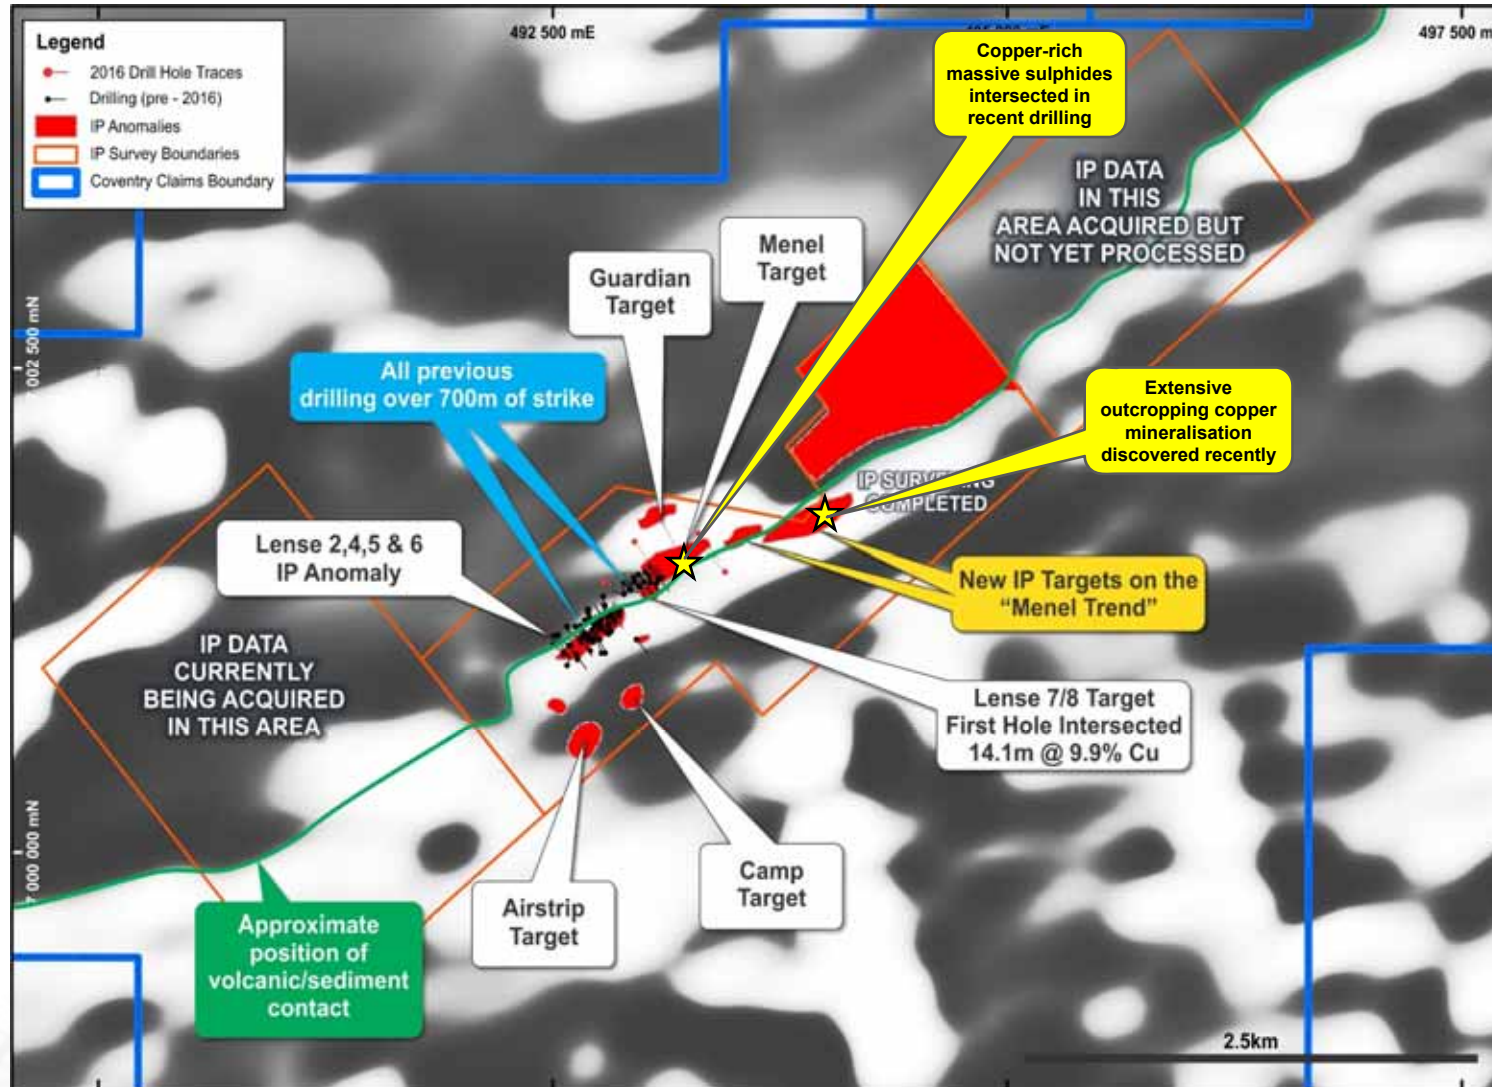 492 500 mE
497 500 m
Legend
2016 Drill Hole Traces
Drilling (pre - 2016)
IP Anomalies
IP Survey Boundaries
Coventry Claims Boundary
Copper-rich
massive sulphides
intersected in
recent drilling
IP DATA
IN THIS
AREA ACQUIRED BUT
NOT YET PROCESSED
Menel
Target
Guardian
Target
002 500 mN
All previous
drilling over 700m of strike
Extensive
outcropping copper
mineralisation
discovered recently
IP SURVEYING
COMPLETED
Lense 2,4,5 & 6
IP Anomaly
New IP Targets on the
“Menel Trend”
IP DATA
CURRENTLY
BEING ACQUIRED
IN THIS AREA
Lense 7/8 Target
First Hole Intersected
14.1m @ 9.9% Cu
7 000 000 mN
Camp
Target
Airstrip
Target
Approximate
position of
volcanic/sediment
contact
2.5km